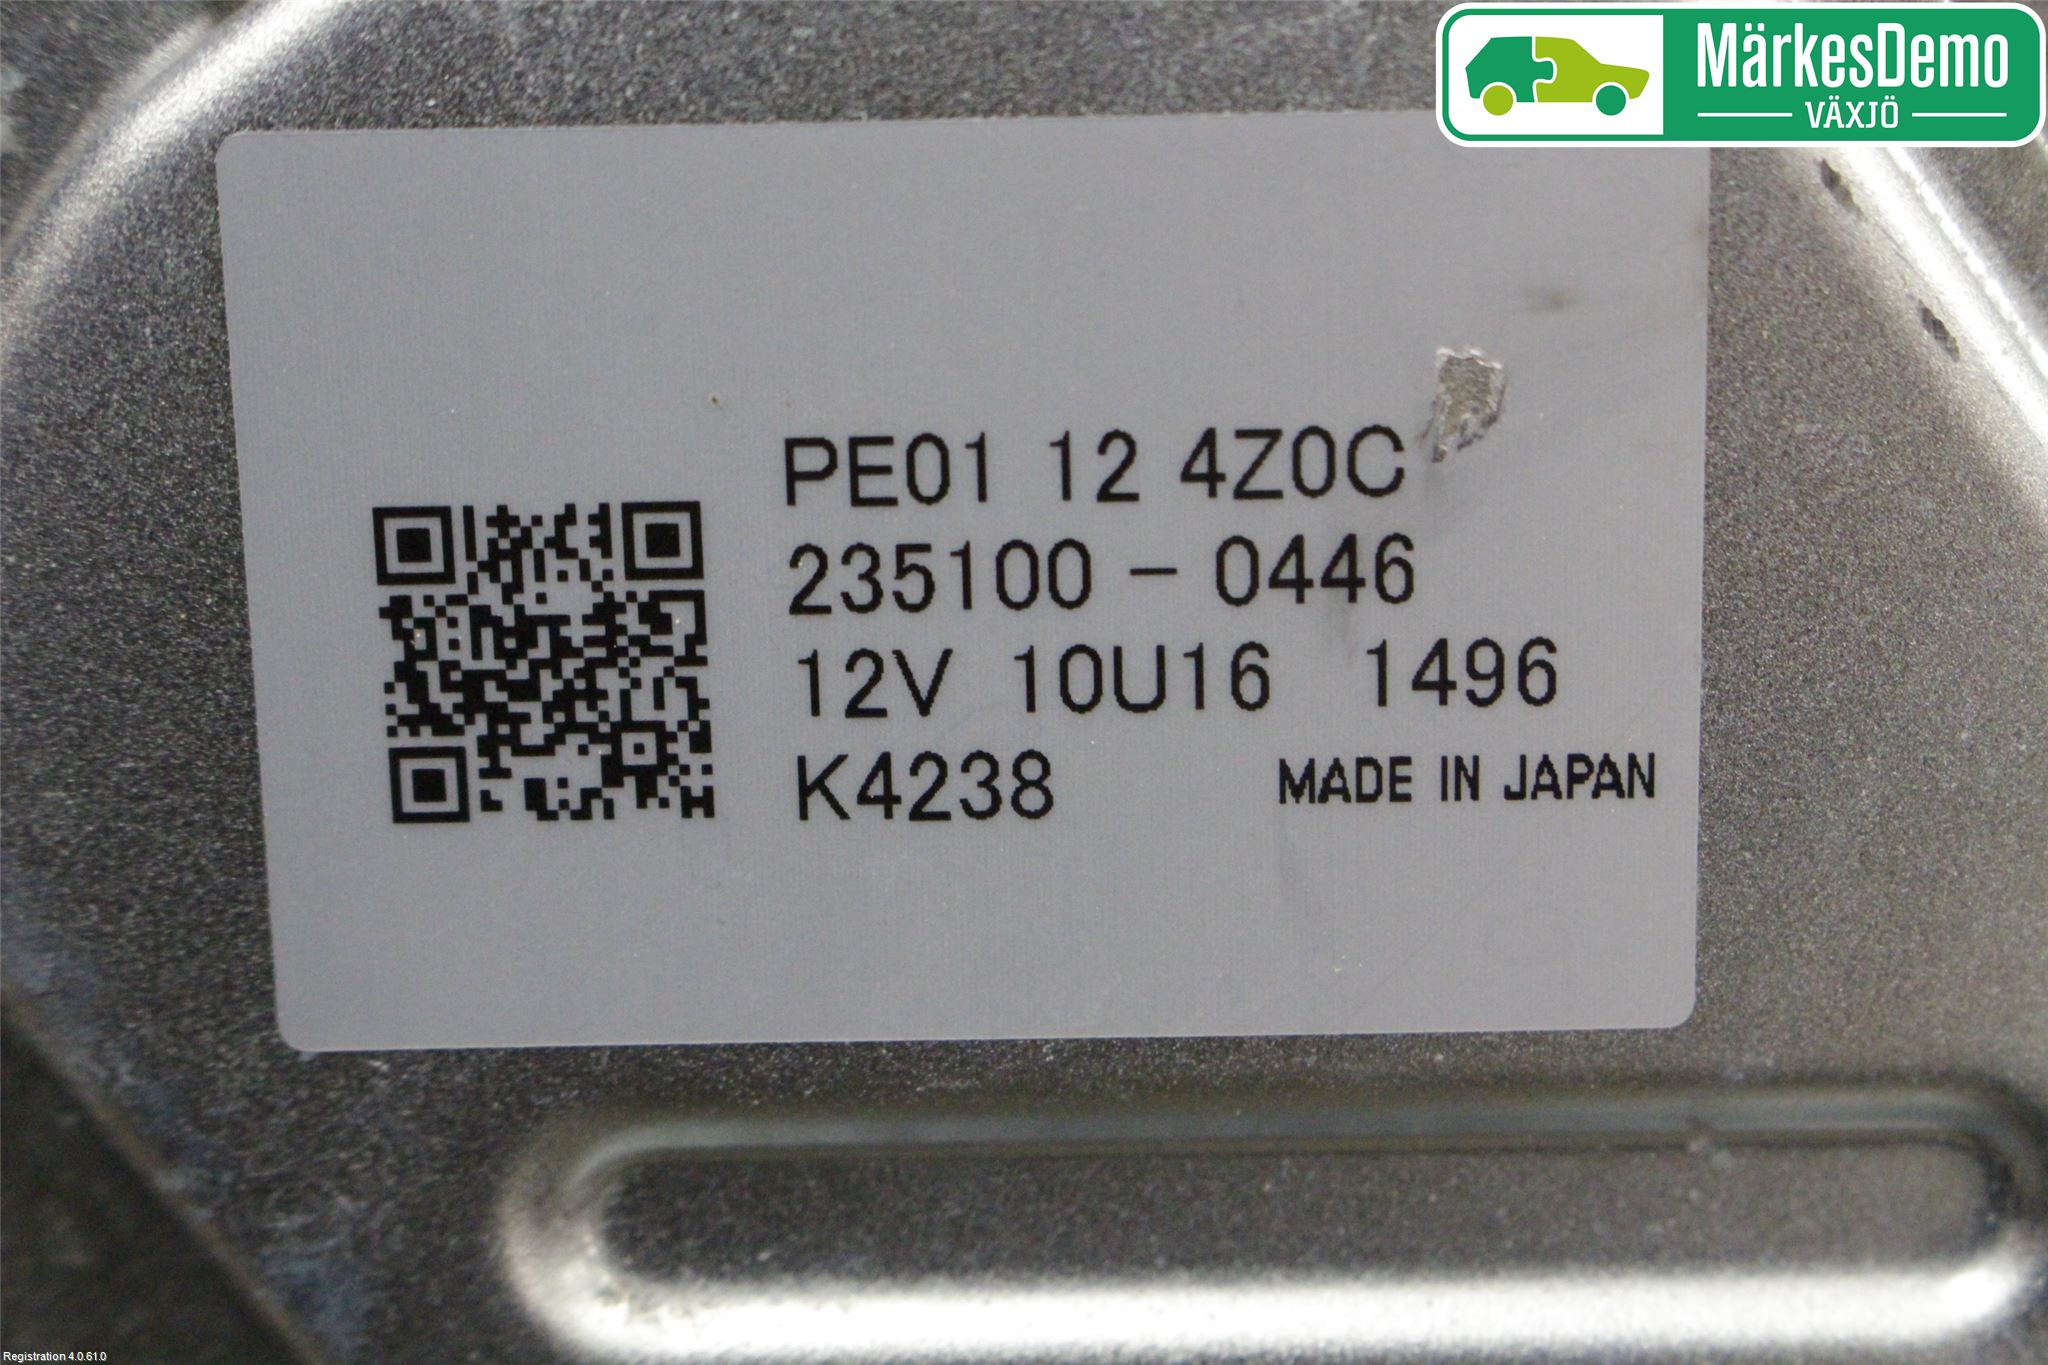 MärkesDemo
VÄXJÖ
PE01 12 4Z0C
235100 - 0446
12V 10U16 1496
K4238 MADE IN JAPAN
Registration 4.0.61.0